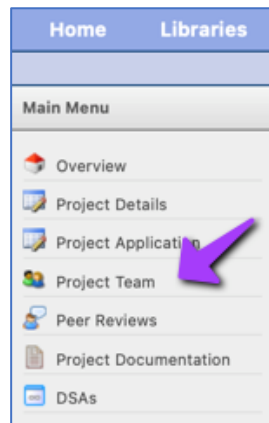 Home Libraries
Main Menu
Overview
Project Details
Project Application
Project Team
Peer Reviews
Project Documentation
DSAs